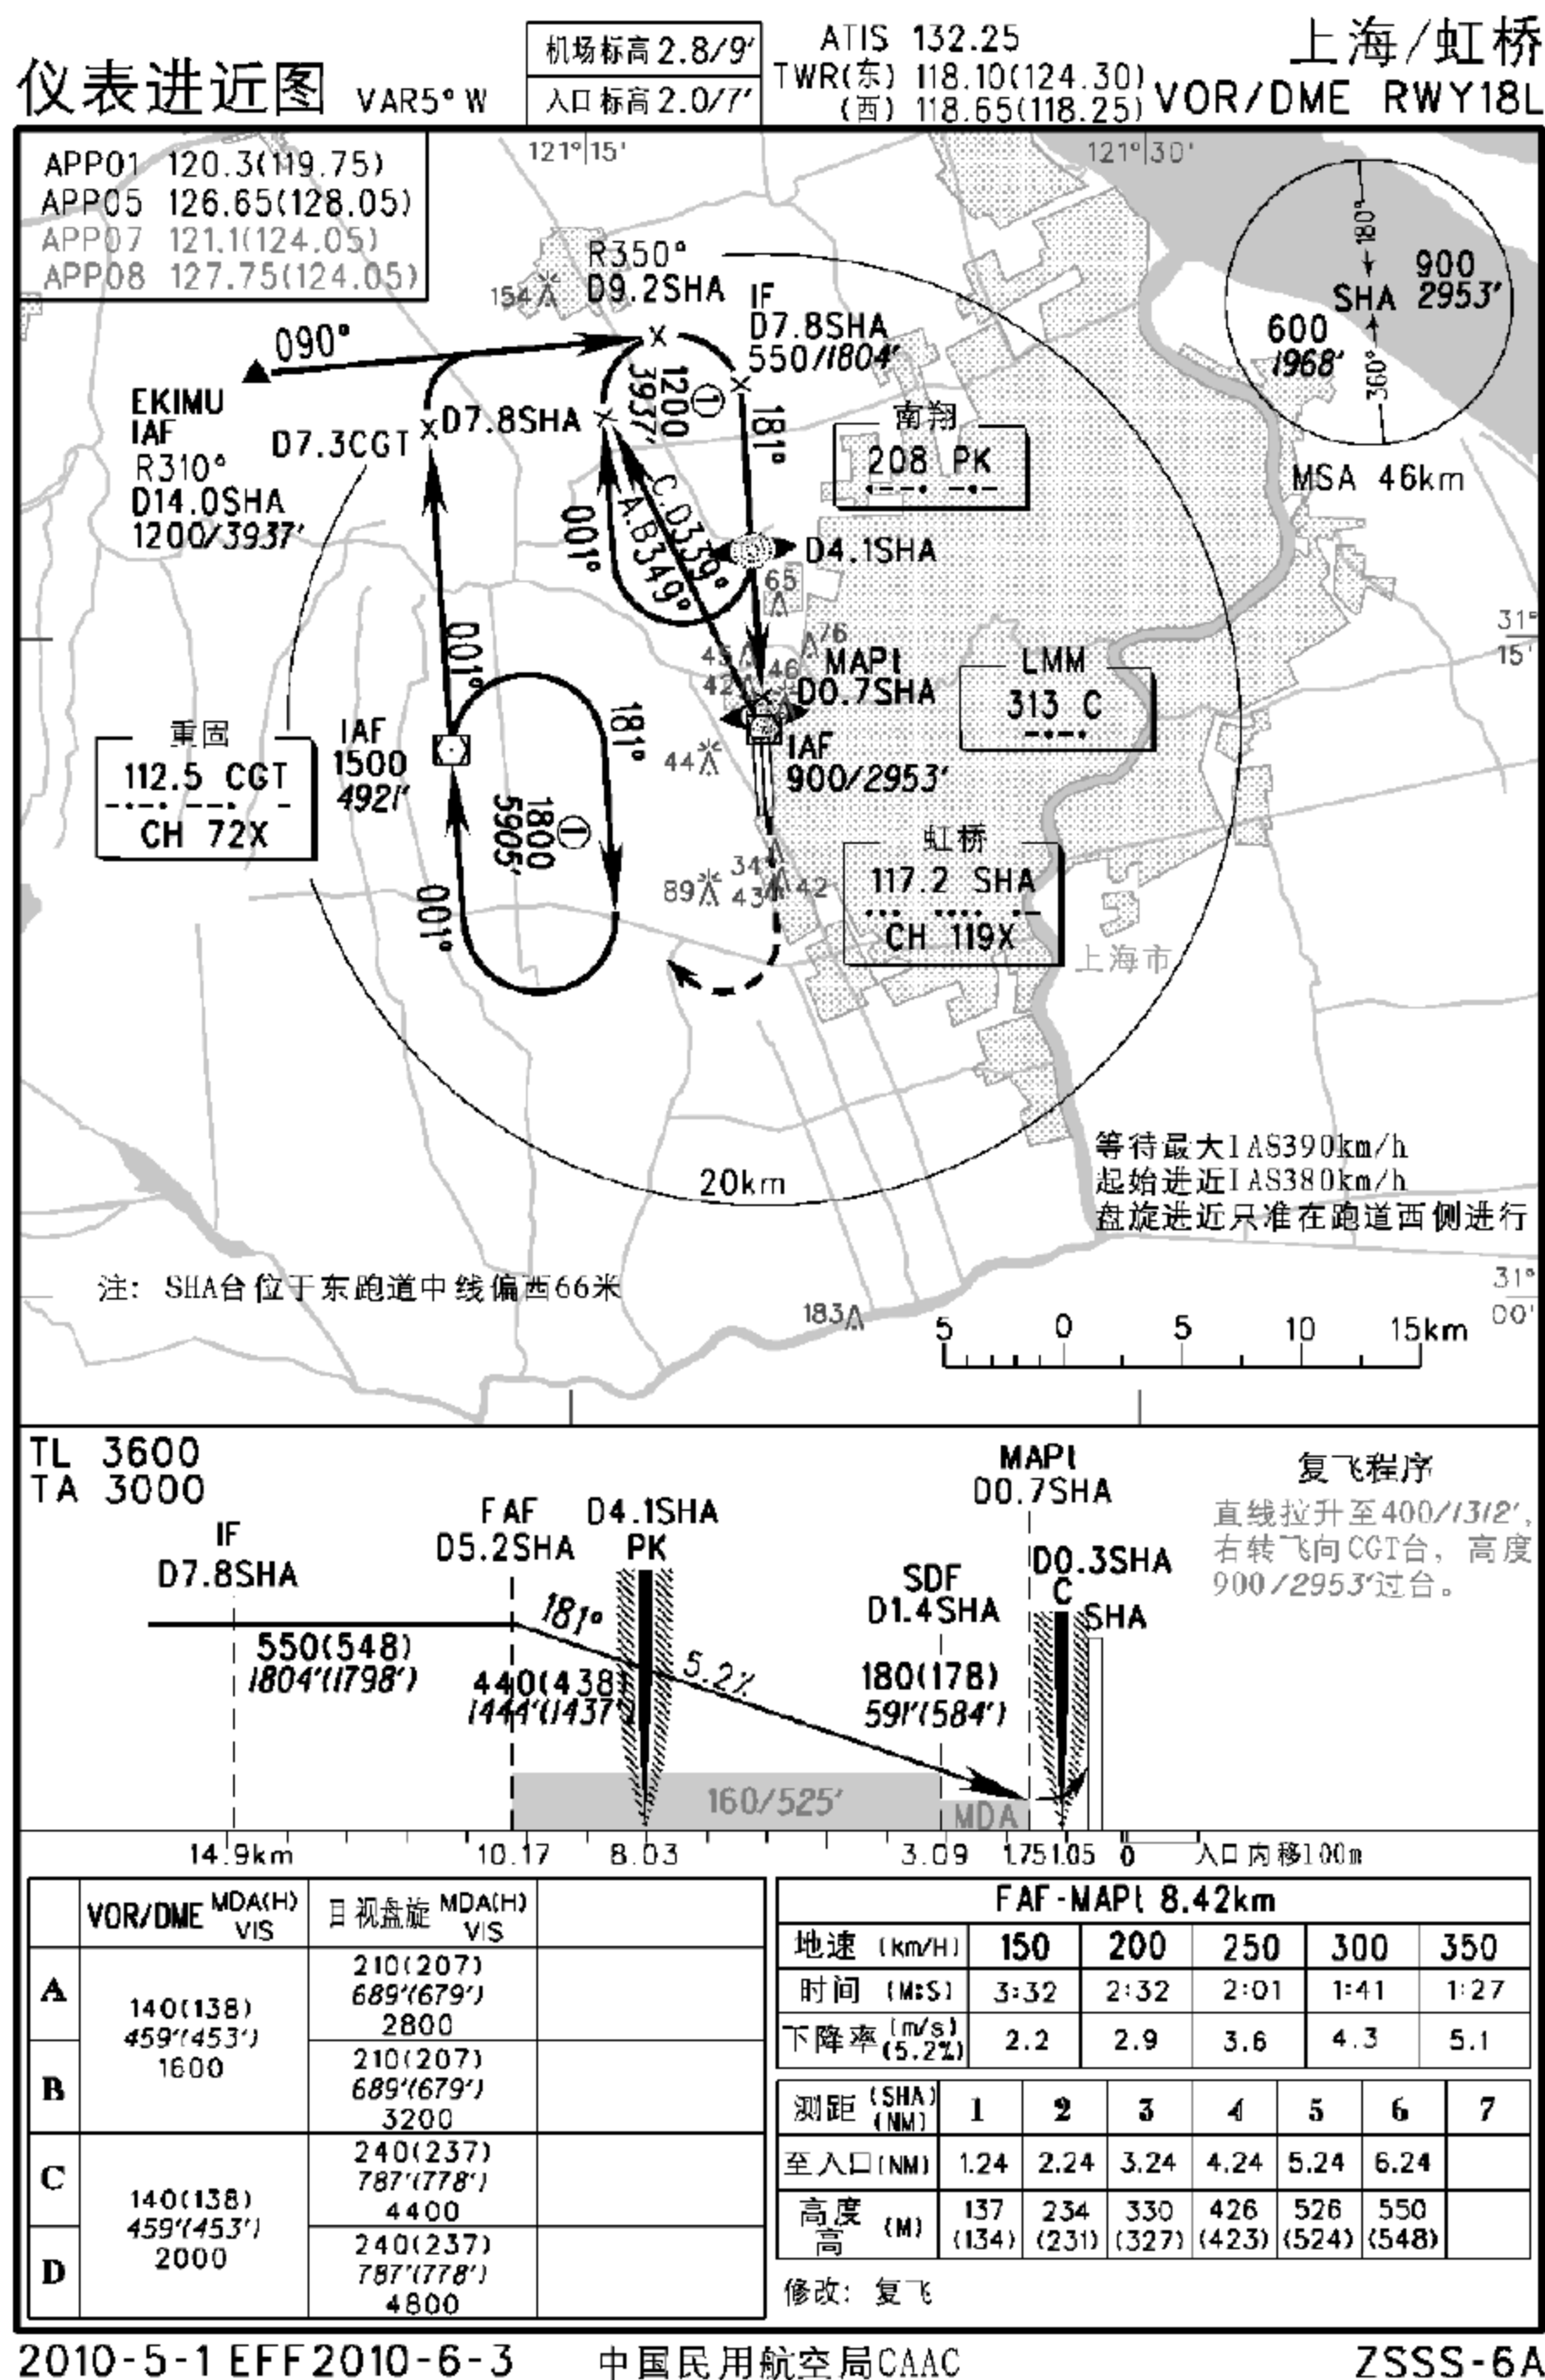 仪表进近图 VAR5°W
机场标高2.8/9′
入口标高2.0/7′
ATIS 132.25
TWR(东) 118.10(124.30)
(西) 118.65(118.25)
上海/虹桥
VOR/DME RWY18L
APP01 120.3(119.75)
APP05 126.65(128.05)
APP07 121.1(124.05)
APP08 127.75(124.05)
121°15′
121°30′
R350°
D9.2SHA
154
IF
D7.8SHA
550/1804′
180°
SHA
900
2953′
600
1968′
360°
MSA 46km
090°
EKIMU
IAF
R310°
D14.0SHA
1200/3937′
D7.3CGT
D7.8SHA
1200
3937′
①
181°
南翔
208 PK
D4.1SHA
001°
C.D339°
A.B349°
65
76
45
46
42
MAPt
D0.7SHA
LMM
313 C
31°
15′
001°
181°
重固
112.5 CGT
CH 72X
IAF
1500
4921′
44
IAF
900/2953′
1800
5905′
①
001°
虹桥
117.2 SHA
CH 119X
89
34
43
42
上海市
20km
等待最大IAS390km/h
起始进近IAS380km/h
盘旋进近只准在跑道西侧进行
注: SHA台位于东跑道中线偏西66米
183
31°
00′
5 0 5 10 15km
TL 3600
TA 3000
IF
D7.8SHA
FAF
D5.2SHA
D4.1SHA
PK
MAPt
D0.7SHA
SDF
D1.4SHA
D0.3SHA
C
SHA
复飞程序
直线拉升至400/1312′,
右转飞向CGT台, 高度
900/2953′过台。
181°
5.2%
550(548)
1804′(1798′)
440(438)
1444′(1437′)
180(178)
591′(584′)
160/525′
MDA
14.9km 10.17 8.03 3.09 1.75 1.05 0 入口内移100m
VOR/DME MDA(H) VIS
目视盘旋 MDA(H) VIS
A
B
140(138)
459′(453′)
1600
210(207)
689′(679′)
2800
210(207)
689′(679′)
3200
C
D
140(138)
459′(453′)
2000
240(237)
787′(778′)
4400
240(237)
787′(778′)
4800
FAF-MAPt 8.42km
地速 (km/H) 150 200 250 300 350
时间 (M:S) 3:32 2:32 2:01 1:41 1:27
下降率 (m/s) (5.2%) 2.2 2.9 3.6 4.3 5.1
测距 (SHA) (NM) 1 2 3 4 5 6 7
至入口(NM) 1.24 2.24 3.24 4.24 5.24 6.24
高度 137 234 330 426 526 550
高 (M) (134) (231) (327) (423) (524) (548)
修改: 复飞
2010-5-1 EFF2010-6-3 中国民用航空局CAAC ZSSS-6A